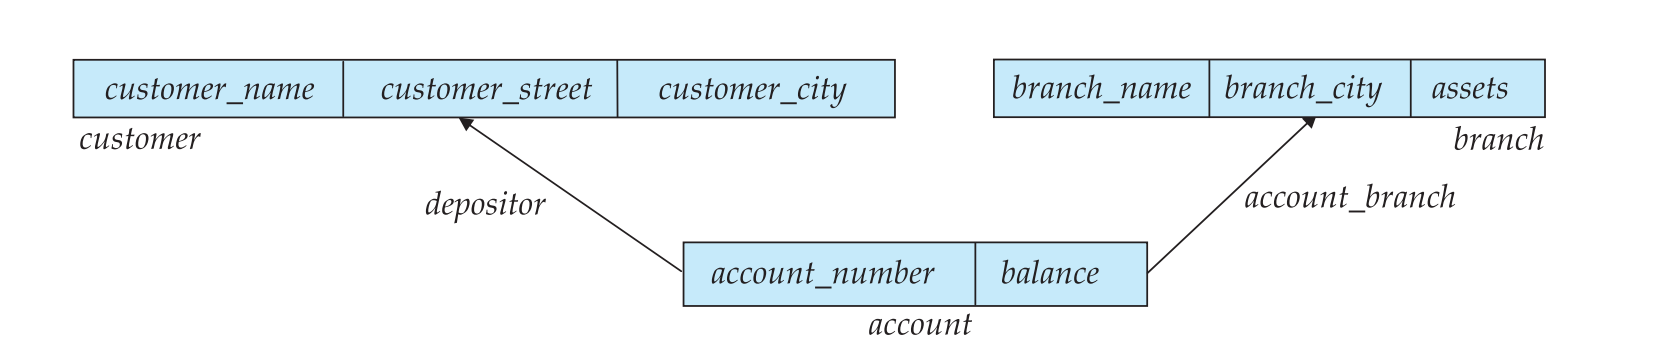 customer_name customer_street customer_city
customer
branch_name branch_city assets
branch
depositor
account_branch
account_number balance
account